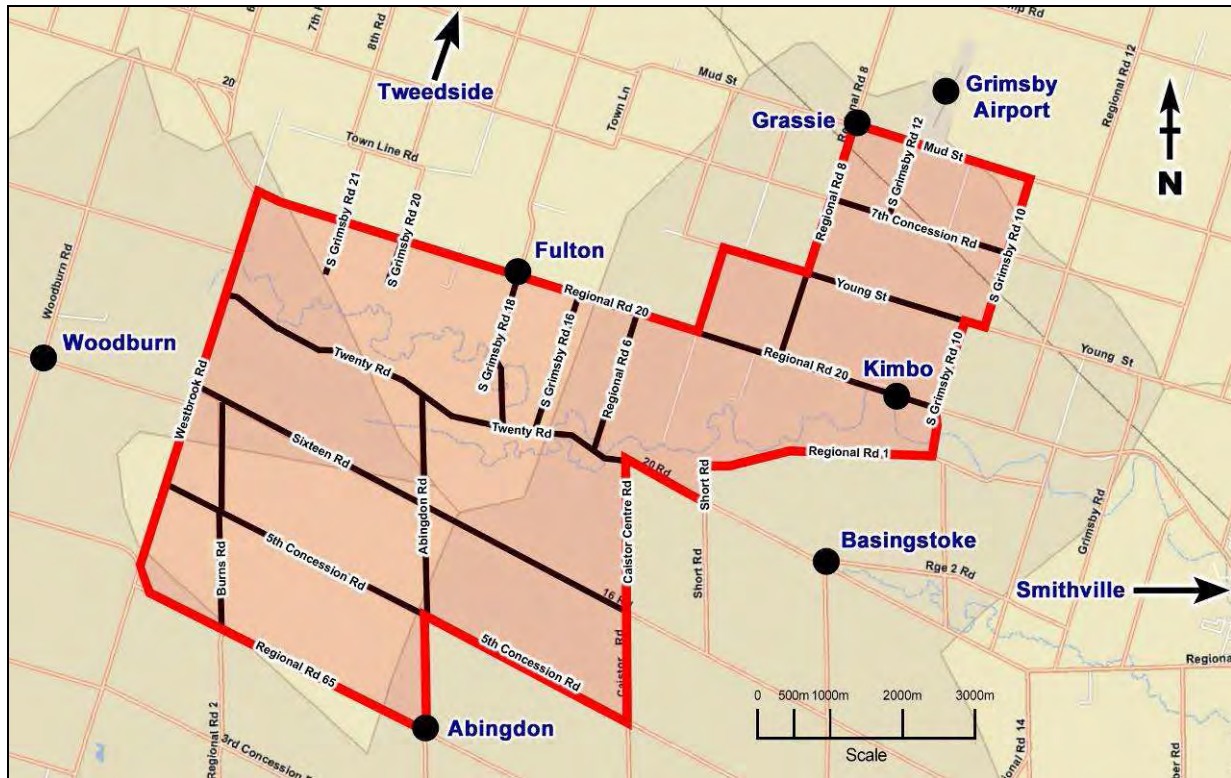 7th
8th Rd
Regional Rd 12
20
Tweedside
Mud St
Town Ln
Regional Rd 8
Grimsby
Airport
Grassie
S Grimsby Rd 12
Mud St
Town Line Rd
N
S Grimsby Rd 21
S Grimsby Rd 20
Regional Rd 8
7th Concession Rd
S Grimsby Rd 10
Woodburn Rd
Fulton
Regional Rd 20
Young St
S Grimsby Rd 18
S Grimsby Rd 16
Regional Rd 6
Woodburn
Twenty Rd
Regional Rd 20
Kimbo
S Grimsby Rd 10
Young St
Westbrook Rd
Sixteen Rd
Twenty Rd
20 Rd
Short Rd
Regional Rd 1
Abingdon Rd
Caistor Centre Rd
Grimsby Rd
Burns Rd
5th Concession Rd
Short Rd
Basingstoke
Rge 2 Rd
Smithville
16
Regional Rd 65
5th Concession Rd
Caistor Rd
Regional
Regional Rd 2
3rd Concession
Abingdon
0 500m 1000m 2000m 3000m
Scale
Rd 14